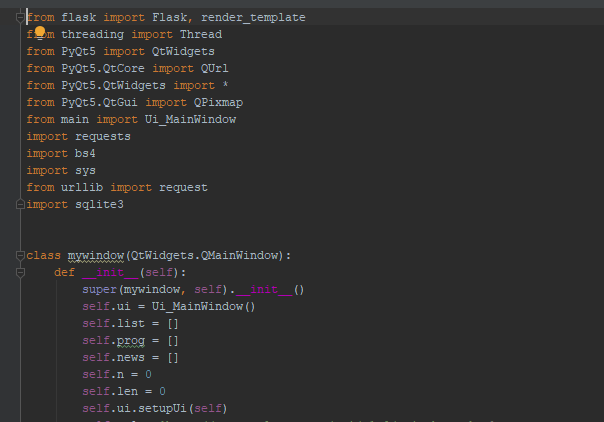 from flask import Flask, render_template
from threading import Thread
from PyQt5 import QtWidgets
from PyQt5.QtCore import QUrl
from PyQt5.QtWidgets import *
from PyQt5.QtGui import QPixmap
from main import Ui_MainWindow
import requests
import bs4
import sys
from urllib import request
import sqlite3
class mywindow(QtWidgets.QMainWindow):
def __init__(self):
super(mywindow, self).__init__()
self.ui = Ui_MainWindow()
self.list = []
self.prog = []
self.news = []
self.n = 0
self.len = 0
self.ui.setupUi(self)